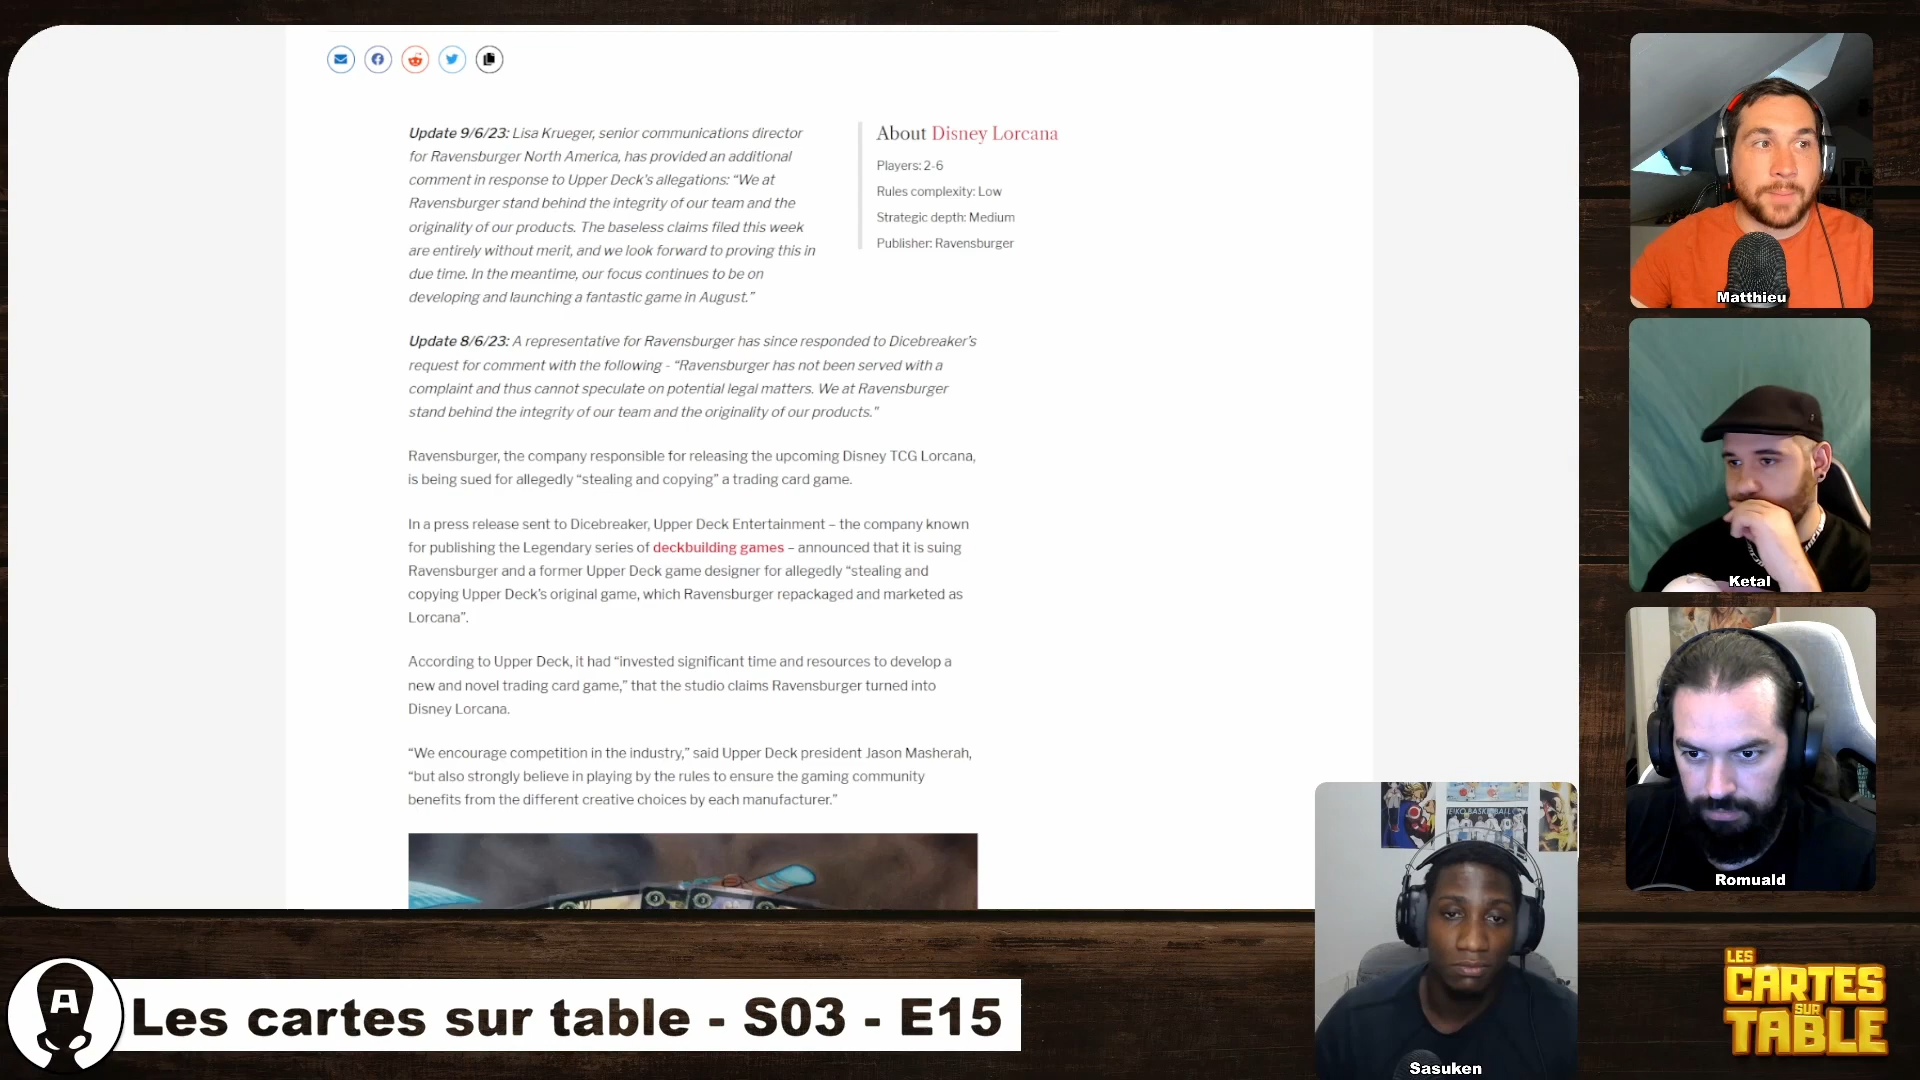 Update 9/6/23: Lisa Krueger, senior communications director
for Ravensburger North America, has provided an additional
comment in response to Upper Deck's allegations: “We at
Ravensburger stand behind the integrity of our team and the
originality of our products. The baseless claims filed this week
are entirely without merit, and we look forward to proving this in
due time. In the meantime, our focus continues to be on
developing and launching a fantastic game in August.”
About Disney Lorcana
Players: 2-6
Rules complexity: Low
Strategic depth: Medium
Publisher: Ravensburger
Update 8/6/23: A representative for Ravensburger has since responded to Dicebreaker’s
request for comment with the following - “Ravensburger has not been served with a
complaint and thus cannot speculate on potential legal matters. We at Ravensburger
stand behind the integrity of our team and the originality of our products."
Ravensburger, the company responsible for releasing the upcoming Disney TCG Lorcana,
is being sued for allegedly “stealing and copying” a trading card game.
In a press release sent to Dicebreaker, Upper Deck Entertainment – the company known
for publishing the Legendary series of deckbuilding games – announced that it is suing
Ravensburger and a former Upper Deck game designer for allegedly “stealing and
copying Upper Deck’s original game, which Ravensburger repackaged and marketed as
Lorcana”.
According to Upper Deck, it had “invested significant time and resources to develop a
new and novel trading card game,” that the studio claims Ravensburger turned into
Disney Lorcana.
“We encourage competition in the industry,” said Upper Deck president Jason Masherah,
“but also strongly believe in playing by the rules to ensure the gaming community
benefits from the different creative choices by each manufacturer.”
Matthieu
Ketal
Romuald
Sasuken
A
Les cartes sur table - S03 - E15
LES
CARTES
SUR
TABLE